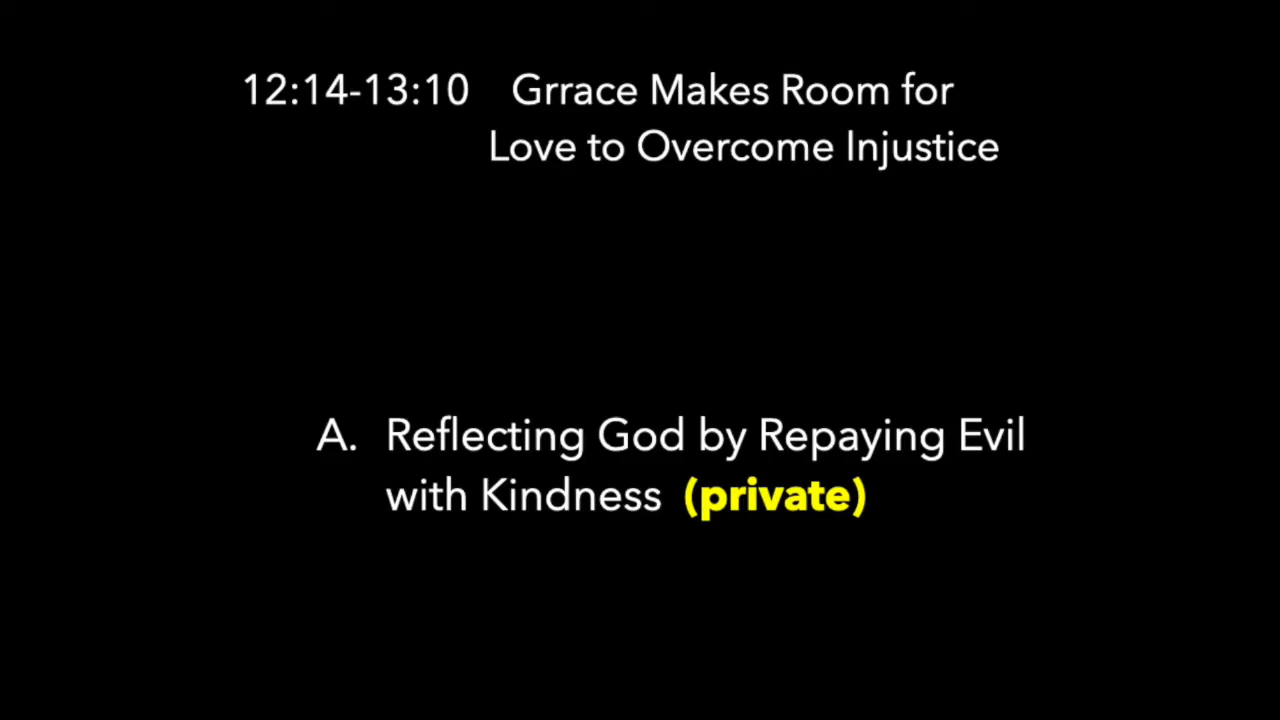 12:14-13:10 Grrace Makes Room for
Love to Overcome Injustice
A. Reflecting God by Repaying Evil
with Kindness (private)